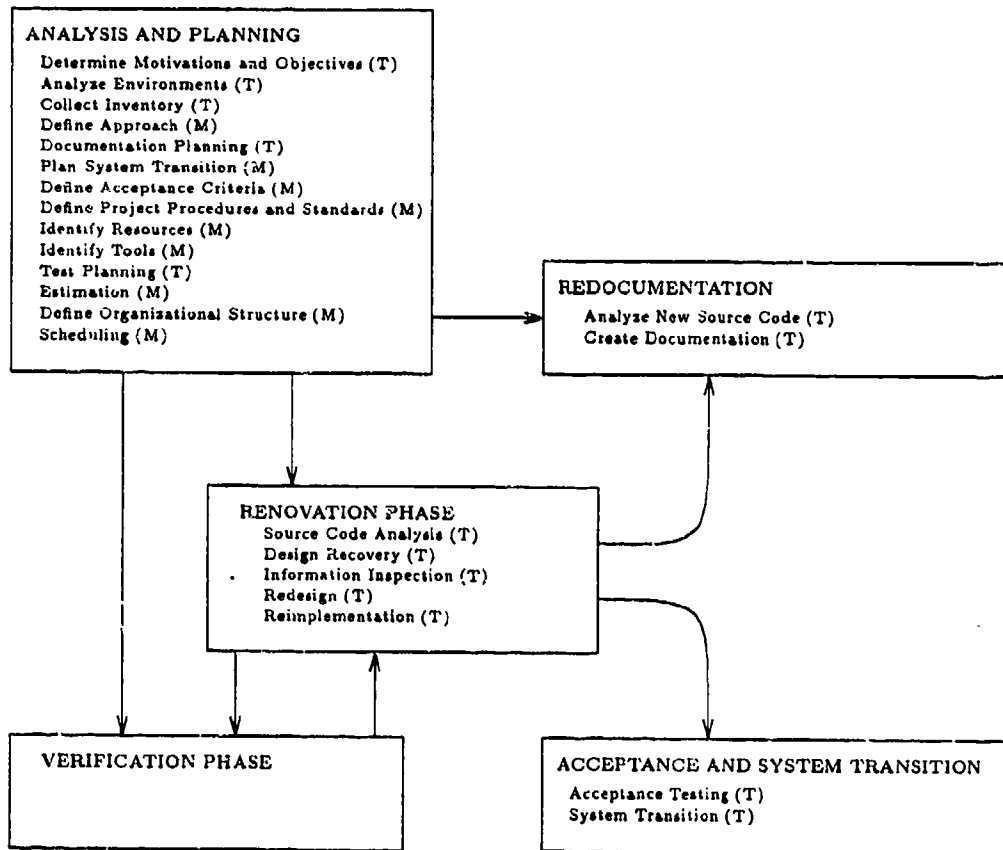 ANALYSIS AND PLANNING
Determine Motivations and Objectives (T)
Analyze Environments (T)
Collect Inventory (T)
Define Approach (M)
Documentation Planning (T)
Plan System Transition (M)
Define Acceptance Criteria (M)
Define Project Procedures and Standards (M)
Identify Resources (M)
Identify Tools (M)
Test Planning (T)
Estimation (M)
Define Organizational Structure (M)
Scheduling (M)
REDOCUMENTATION
Analyze New Source Code (T)
Create Documentation (T)
RENOVATION PHASE
Source Code Analysis (T)
Design Recovery (T)
Information Inspection (T)
Redesign (T)
Reimplementation (T)
VERIFICATION PHASE
ACCEPTANCE AND SYSTEM TRANSITION
Acceptance Testing (T)
System Transition (T)